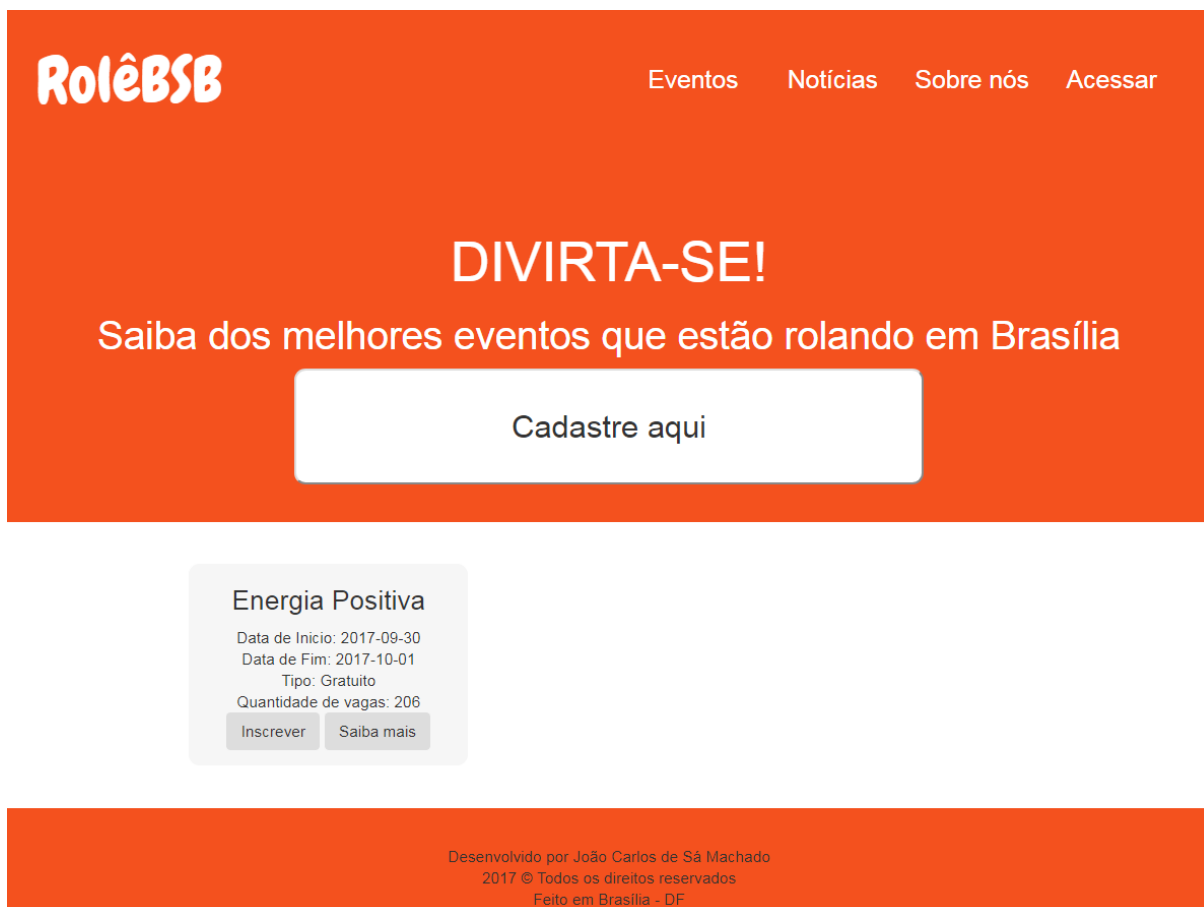 RolêBSB
Eventos Notícias Sobre nós Acessar
DIVIRTA-SE!
Saiba dos melhores eventos que estão rolando em Brasília
Cadastre aqui
Energia Positiva
Data de Inicio: 2017-09-30
Data de Fim: 2017-10-01
Tipo: Gratuito
Quantidade de vagas: 206
Inscrever Saiba mais
Desenvolvido por João Carlos de Sá Machado
2017 © Todos os direitos reservados
Feito em Brasília - DF